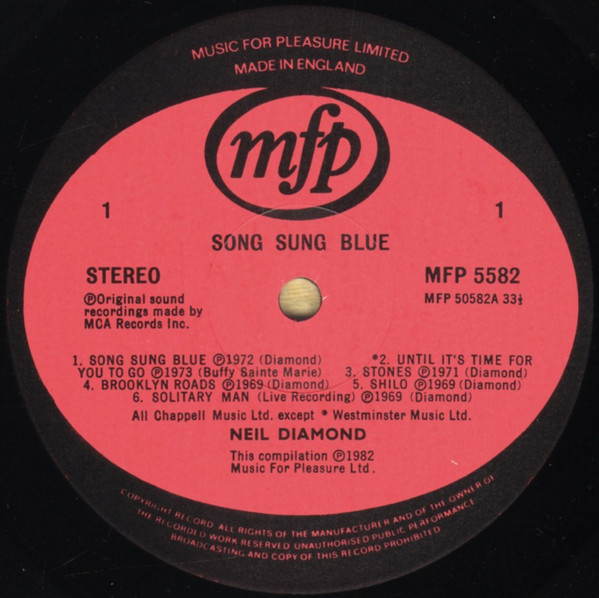 MUSIC FOR PLEASURE LIMITED
MADE IN ENGLAND
mfp
1 1
SONG SUNG BLUE
STEREO MFP 5582
ⓅOriginal sound MFP 50582A 33⅓
recordings made by
MCA Records Inc.
1. SONG SUNG BLUE Ⓟ1972 (Diamond) *2. UNTIL IT'S TIME FOR
YOU TO GO Ⓟ1973 (Buffy Sainte Marie) 3. STONES Ⓟ1971 (Diamond)
4. BROOKLYN ROADS Ⓟ1969 (Diamond) 5. SHILO Ⓟ1969 (Diamond)
6. SOLITARY MAN (Live Recording) Ⓟ1969 (Diamond)
All Chappell Music Ltd. except * Westminster Music Ltd.
NEIL DIAMOND
This compilation Ⓟ1982
Music For Pleasure Ltd.
COPYRIGHT RECORD. ALL RIGHTS OF THE MANUFACTURER AND OF THE OWNER OF
THE RECORDED WORK RESERVED UNAUTHORISED PUBLIC PERFORMANCE
BROADCASTING AND COPY OF THIS RECORD PROHIBITED